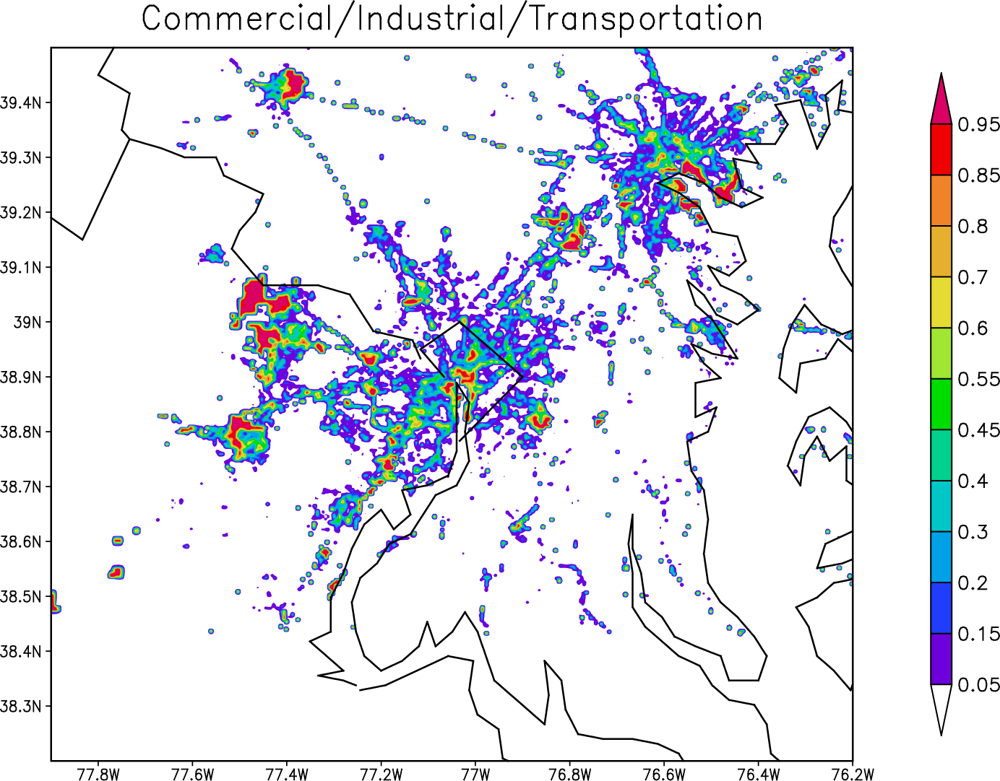 Commercial/Industrial/Transportation
39.4N
39.3N
39.2N
39.1N
39N
38.9N
38.8N
38.7N
38.6N
38.5N
38.4N
38.3N
77.8W
77.6W
77.4W
77.2W
77W
76.8W
76.6W
76.4W
76.2W
0.95
0.85
0.8
0.7
0.6
0.55
0.45
0.4
0.3
0.2
0.15
0.05